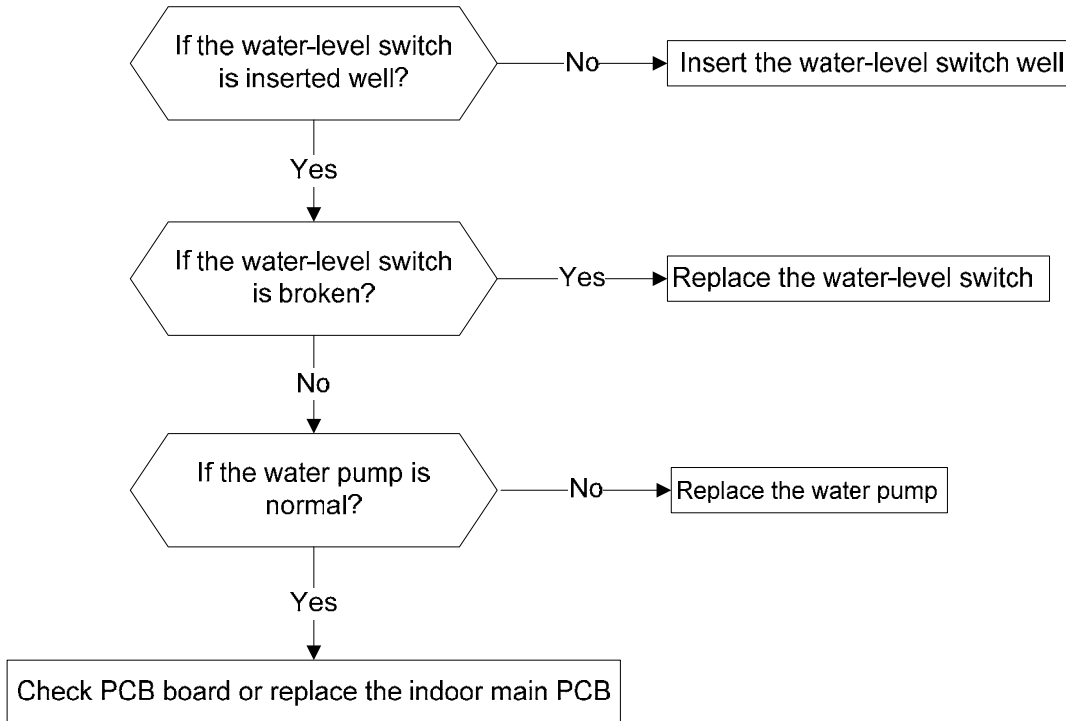 If the water-level switch
is inserted well?
No
Insert the water-level switch well
Yes
If the water-level switch
is broken?
Yes
Replace the water-level switch
No
If the water pump is
normal?
No
Replace the water pump
Yes
Check PCB board or replace the indoor main PCB